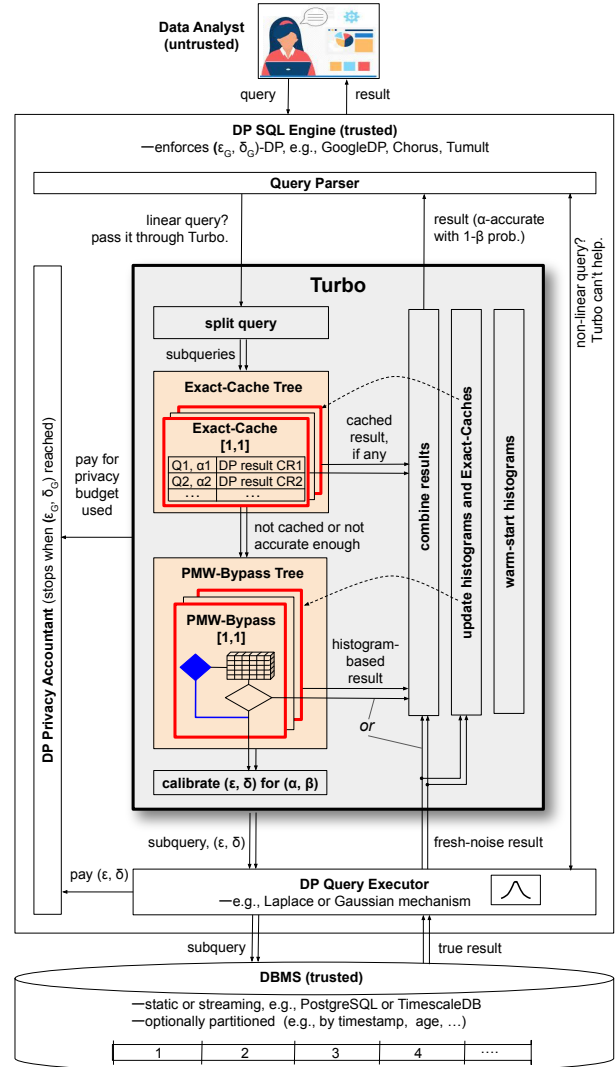 Data Analyst
(untrusted)
query
result
DP SQL Engine (trusted)
—enforces (εG, δG)-DP, e.g., GoogleDP, Chorus, Tumult
Query Parser
linear query?
pass it through Turbo.
result (α-accurate
with 1-β prob.)
non-linear query?
Turbo can't help.
DP Privacy Accountant (stops when (εG, δG) reached)
pay for
privacy
budget
used
Turbo
split query
subqueries
Exact-Cache Tree
Exact-Cache
[1,1]
Q1, α1 DP result CR1
Q2, α2 DP result CR2
... ...
cached
result,
if any
not cached or not
accurate enough
PMW-Bypass Tree
PMW-Bypass
[1,1]
histogram-
based
result
or
combine results
update histograms and Exact-Caches
warm-start histograms
calibrate (ε, δ) for (α, β)
subquery, (ε, δ)
fresh-noise result
pay (ε, δ)
DP Query Executor
—e.g., Laplace or Gaussian mechanism
subquery
true result
DBMS (trusted)
—static or streaming, e.g., PostgreSQL or TimescaleDB
—optionally partitioned (e.g., by timestamp, age, ...)
1 2 3 4 ....